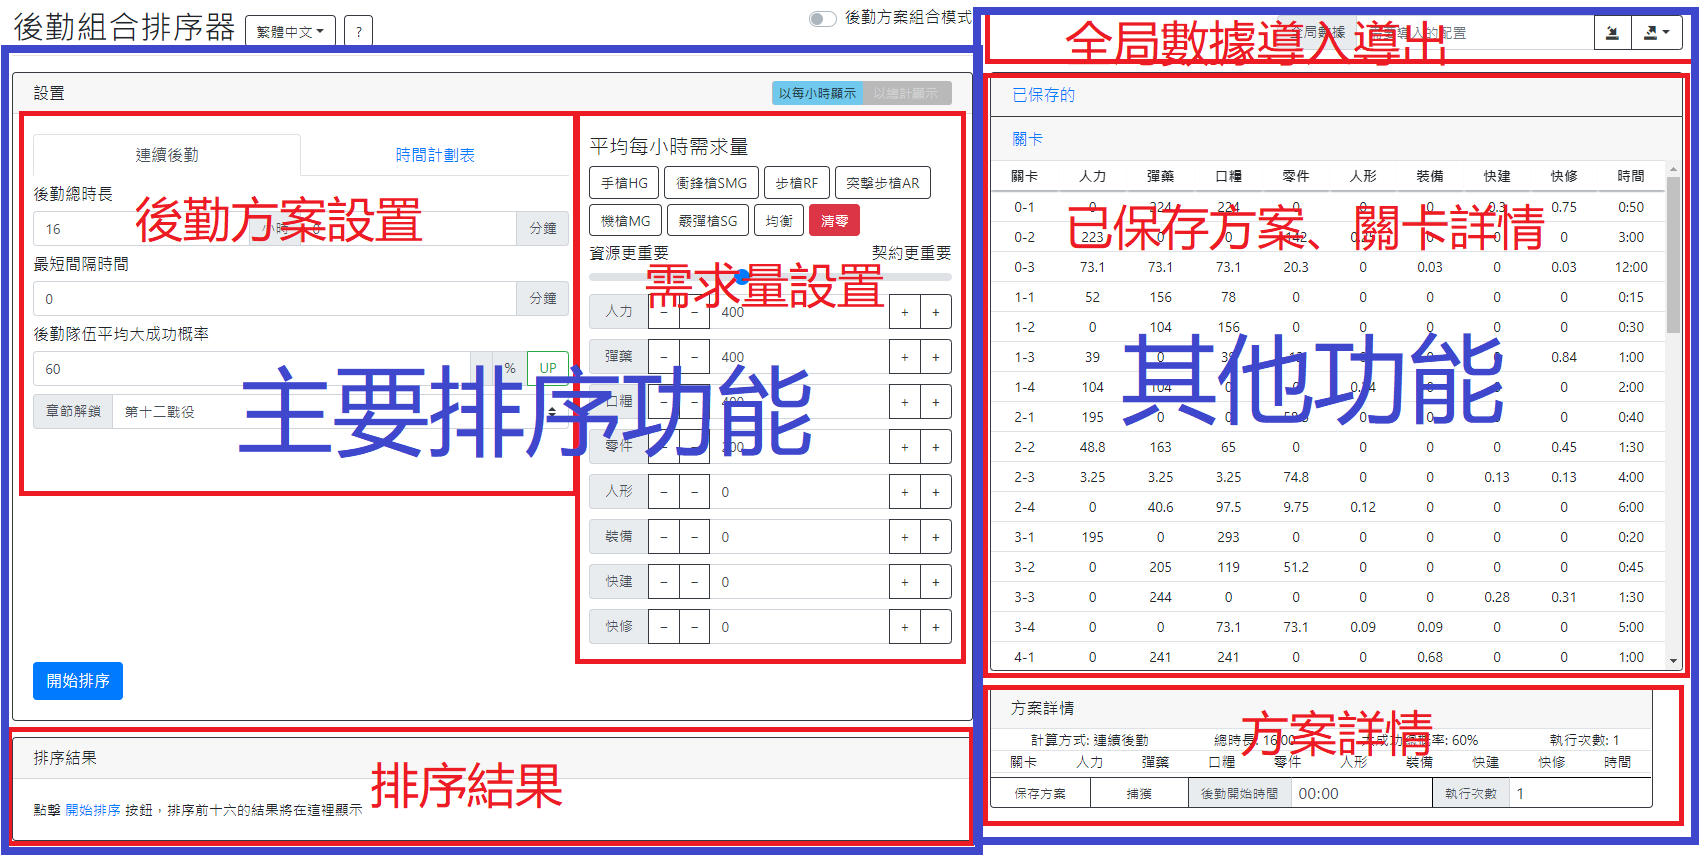 後勤組合排序器 繁體中文 ?
後勤方案組合模式
全局數據 需要導入的配置
全局數據導入導出
設置 以每小時顯示 以總計顯示
連續後勤 時間計劃表
後勤總時長
16 小時 0 分鐘
後勤方案設置
最短間隔時間
0 分鐘
後勤隊伍平均大成功概率
60 % UP
章節解鎖 第十二戰役
開始排序
平均每小時需求量
手槍HG 衝鋒槍SMG 步槍RF 突擊步槍AR
機槍MG 霰彈槍SG 均衡 清零
資源更重要 契約更重要
需求量設置
人力 − − 400 + +
彈藥 − − 400 + +
口糧 − − 400 + +
零件 − − 200 + +
人形 − − 0 + +
裝備 − − 0 + +
快建 − − 0 + +
快修 − − 0 + +
主要排序功能
排序結果
點擊 開始排序 按鈕，排序前十六的結果將在這裡顯示
排序結果
已保存的
關卡
關卡 人力 彈藥 口糧 零件 人形 裝備 快建 快修 時間
0-1 0 224 224 0 0 0 0.3 0.75 0:50
0-2 223 0 0 142 0 0 0 3:00
0-3 73.1 73.1 73.1 20.3 0 0.03 0 0.03 12:00
1-1 52 156 78 0 0 0 0 0 0:15
1-2 0 104 156 0 0 0 0 0 0:30
1-3 39 0 0 0 0 0.84 1:00
1-4 104 104 0 0 0 0 0 2:00
2-1 195 0 0 0 0 0 0 0:40
2-2 48.8 163 65 0 0 0 0 0.45 1:30
2-3 3.25 3.25 3.25 74.8 0 0 0.13 0.13 4:00
2-4 0 40.6 97.5 9.75 0.12 0 0 0 6:00
3-1 195 0 293 0 0 0 0 0 0:20
3-2 0 205 119 51.2 0 0 0 0 0:45
3-3 0 244 0 0 0 0 0.28 0.31 1:30
3-4 0 0 73.1 73.1 0.09 0.09 0 0 5:00
4-1 0 241 241 0 0 0.68 0 0 1:00
已保存方案、關卡詳情
其他功能
方案詳情
計算方式: 連續後勤 總時長: 16:00 大成功總概率: 60% 執行次數: 1
關卡 人力 彈藥 口糧 零件 人形 裝備 快建 快修 時間
方案詳情
保存方案 捕獲 後勤開始時間 00:00 執行次數 1